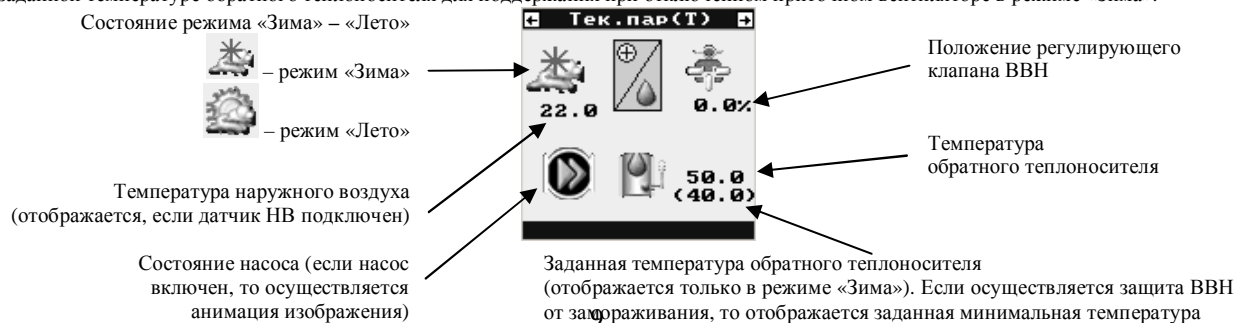 заданной температуре обратного теплоносителя для поддержания при отключенном приточном вентиляторе в режиме «Зима».
Состояние режима «Зима» – «Лето»
– режим «Зима»
– режим «Лето»
Температура наружного воздуха
(отображается, если датчик НВ подключен)
Состояние насоса (если насос
включен, то осуществляется
анимация изображения)
Тек.пар(Т)
22.0
0.0%
50.0
(40.0)
Положение регулирующего
клапана ВВН
Температура
обратного теплоносителя
Заданная температура обратного теплоносителя
(отображается только в режиме «Зима»). Если осуществляется защита ВВН
от замораживания, то отображается заданная минимальная температура
9